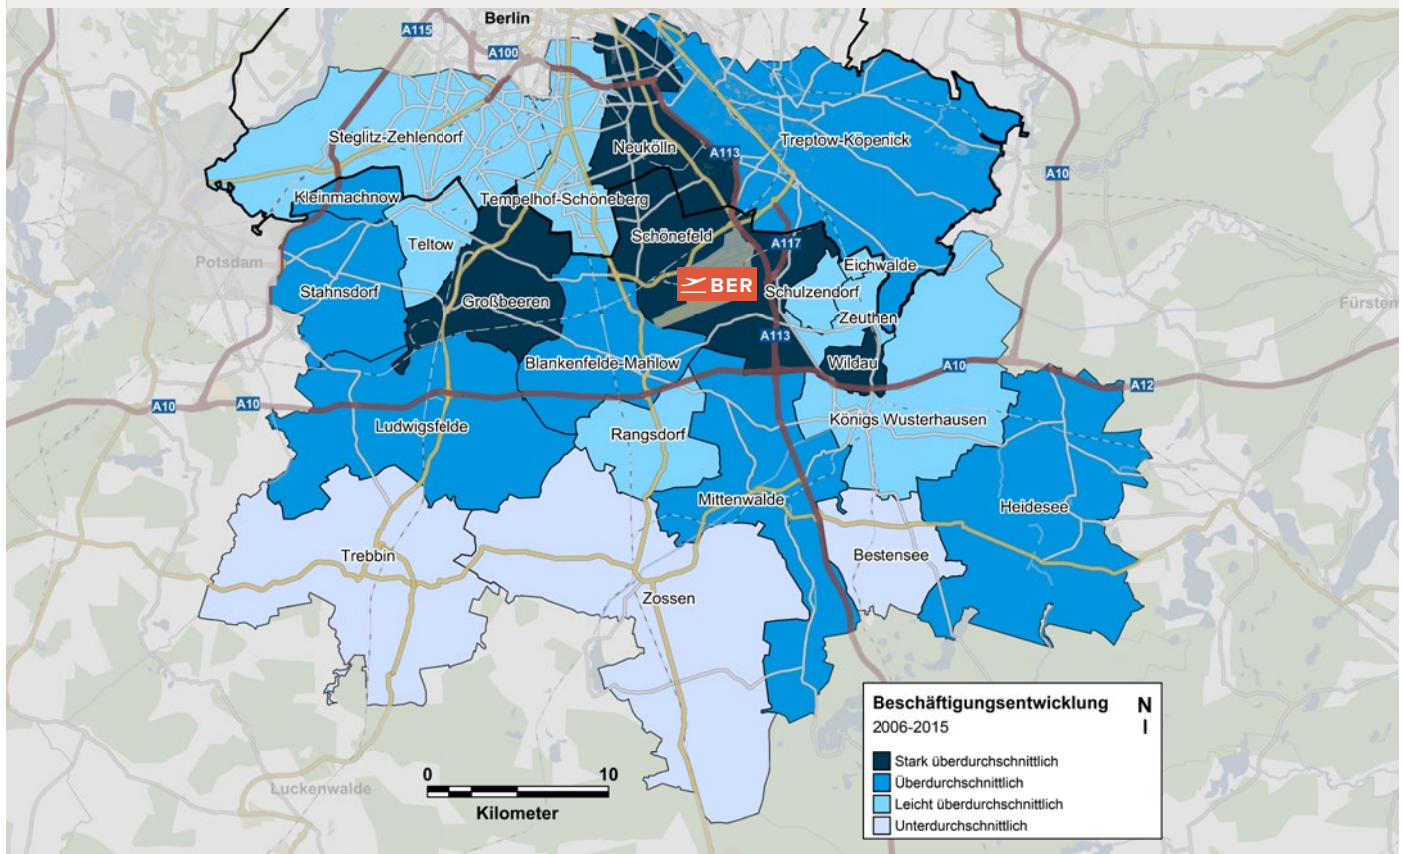 Berlin
A115
A100
Steglitz-Zehlendorf
Neukölln
A113
Treptow-Köpenick
A10
Kleinmachnow
Tempelhof-Schöneberg
Teltow
Schönefeld
A117
Potsdam
Eichwalde
Stahnsdorf
Großbeeren
BER
Schulzendorf
Fürsten
Zeuthen
A113
Blankenfelde-Mahlow
Wildau
A10
A12
A10
A10
Ludwigsfelde
Rangsdorf
Königs Wusterhausen
Mittenwalde
Heidesee
Trebbin
Bestensee
Zossen
Luckenwalde
0 10
Kilometer
Beschäftigungsentwicklung N
2006-2015
Stark überdurchschnittlich
Überdurchschnittlich
Leicht überdurchschnittlich
Unterdurchschnittlich